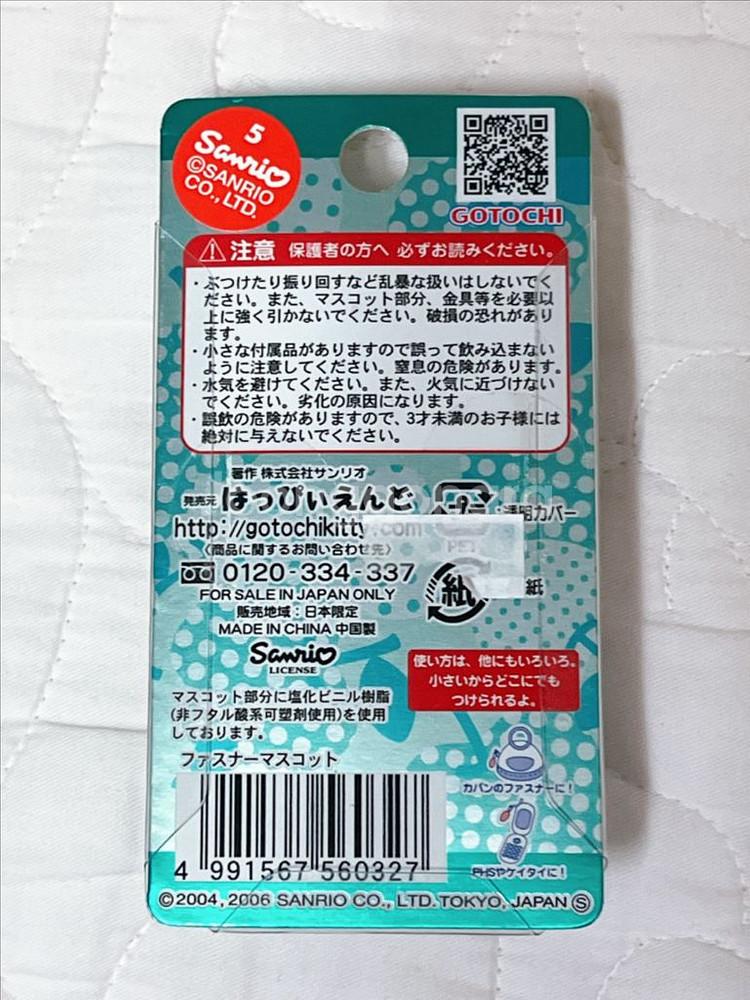 5
Sanrio
©SANRIO
CO., LTD.
GOTOCHI
注意 保護者の方へ 必ずお読みください。
・ぶつけたり振り回すなど乱暴な扱いはしないでく
ださい。また、マスコット部分、金具等を必要以
上に強く引かないでください。破損の恐れがあり
ます。
・小さな付属品がありますので誤って飲み込まない
ように注意してください。窒息の危険があります。
・水気を避けてください。また、火気に近づけない
でください。劣化の原因になります。
・誤飲の危険がありますので、3才未満のお子様には
絶対に与えないでください。
著作 株式会社サンリオ
発売元 はっぴぃえんど
http://gotochikitty.com
〈商品に関するお問い合わせ先〉
0120-334-337
FOR SALE IN JAPAN ONLY
販売地域:日本限定
MADE IN CHINA 中国製
Sanrio
LICENSE
プラ :透明カバー
PET
紙 紙
使い方は、他にもいろいろ。
小さいからどこにでも
つけられるよ。
マスコット部分に塩化ビニル樹脂
(非フタル酸系可塑剤使用)を使用
しております。
ファスナーマスコット
カバンのファスナーに!
PHSやケイタイに!
4 991567 560327
©2004, 2006 SANRIO CO., LTD. TOKYO, JAPAN Ⓢ